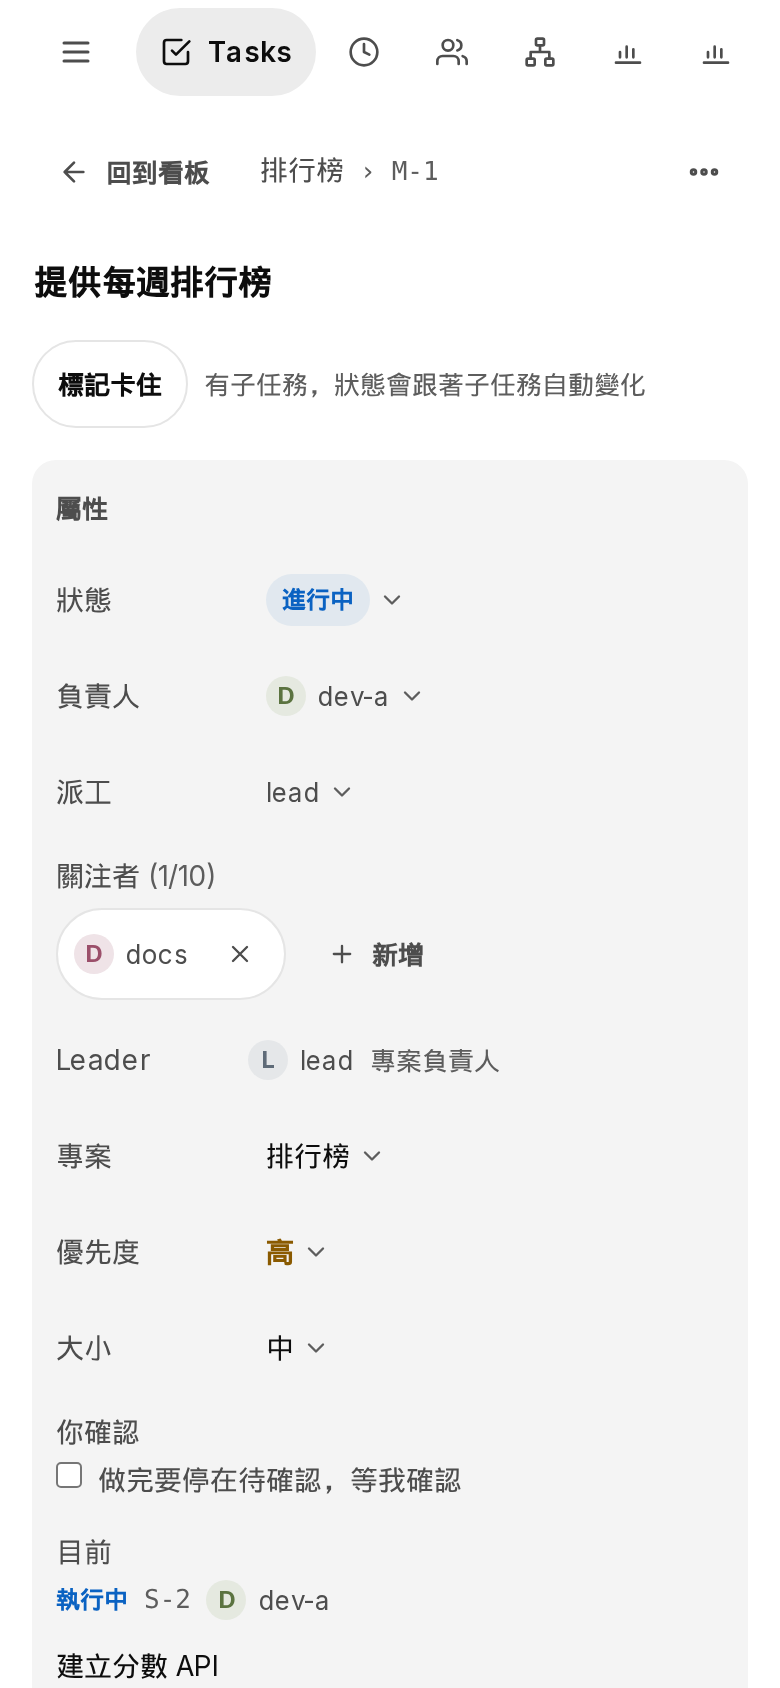 Tasks
回到看板 排行榜 › M-1
提供每週排行榜
標記卡住 有子任務，狀態會跟著子任務自動變化
屬性
狀態 進行中
負責人 D dev-a
派工 lead
關注者 (1/10)
D docs 新增
Leader L lead 專案負責人
專案 排行榜
優先度 高
大小 中
你確認
做完要停在待確認，等我確認
目前
執行中 S-2 D dev-a
建立分數 API